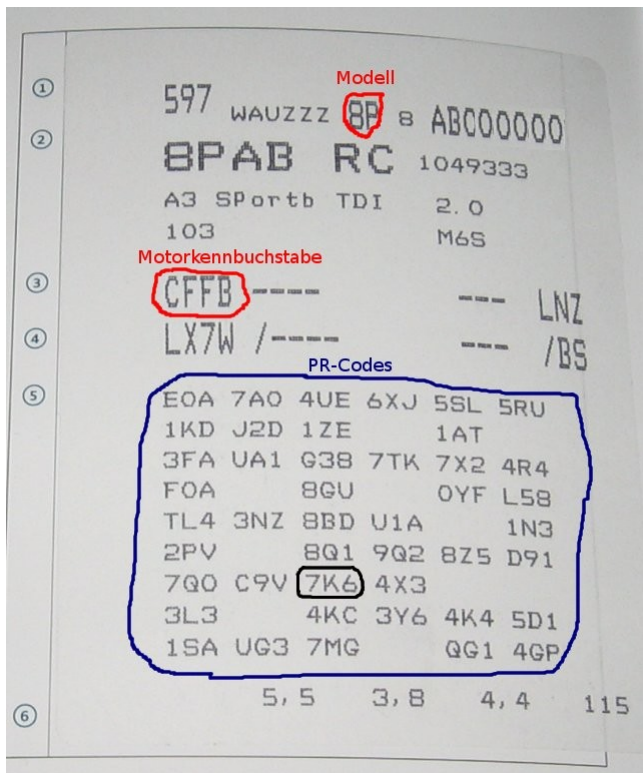 Modell
① 597 WAUZZZ 8P 8 ABC00000
② 8PAB RC 1049333
A3 SPortb TDI 2.0
103 M6S
Motorkennbuchstabe
③ CFFB ---- --- LNZ
④ LX7W /---- --- /BS
PR-Codes
⑤ E0A 7A0 4UE 6XJ 5SL 5RU
1KD J2D 1ZE 1AT
3FA UA1 G38 7TK 7X2 4R4
F0A 8GU 0YF L58
TL4 3NZ 8BD U1A 1N3
2PV 8Q1 9Q2 8Z5 D91
7Q0 C9V 7K6 4X3
3L3 4KC 3Y6 4K4 5D1
1SA UG3 7MG QG1 4GP
⑥ 5,5 3,8 4,4 115